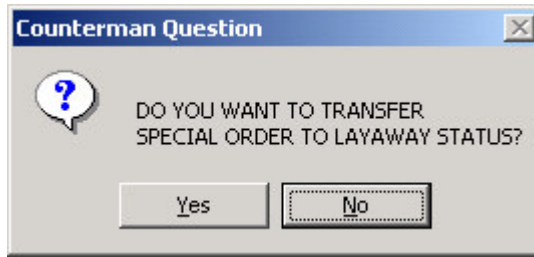 Counterman Question
DO YOU WANT TO TRANSFER
SPECIAL ORDER TO LAYAWAY STATUS?
Yes
No